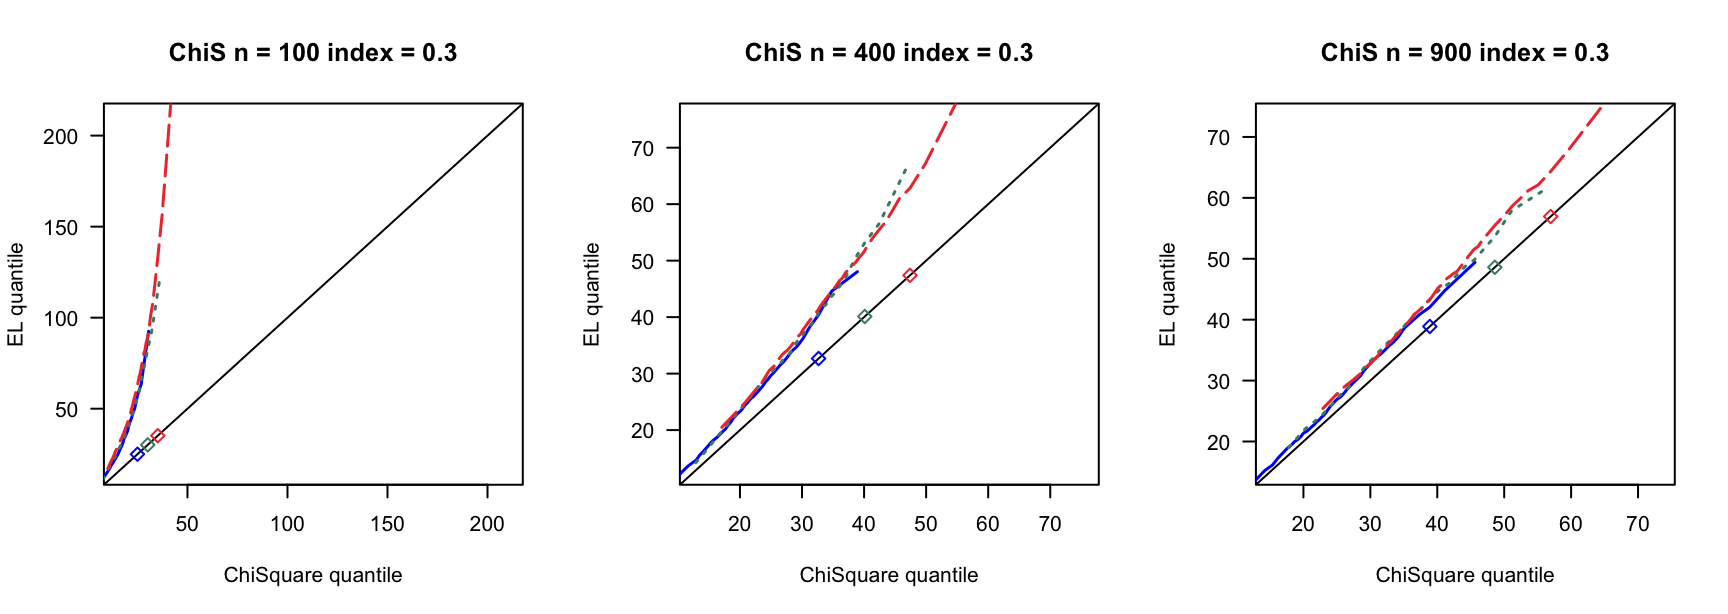 ChiS n = 100 index = 0.3
EL quantile
200
150
100
50
50 100 150 200
ChiSquare quantile
ChiS n = 400 index = 0.3
EL quantile
70
60
50
40
30
20
20 30 40 50 60 70
ChiSquare quantile
ChiS n = 900 index = 0.3
EL quantile
70
60
50
40
30
20
20 30 40 50 60 70
ChiSquare quantile